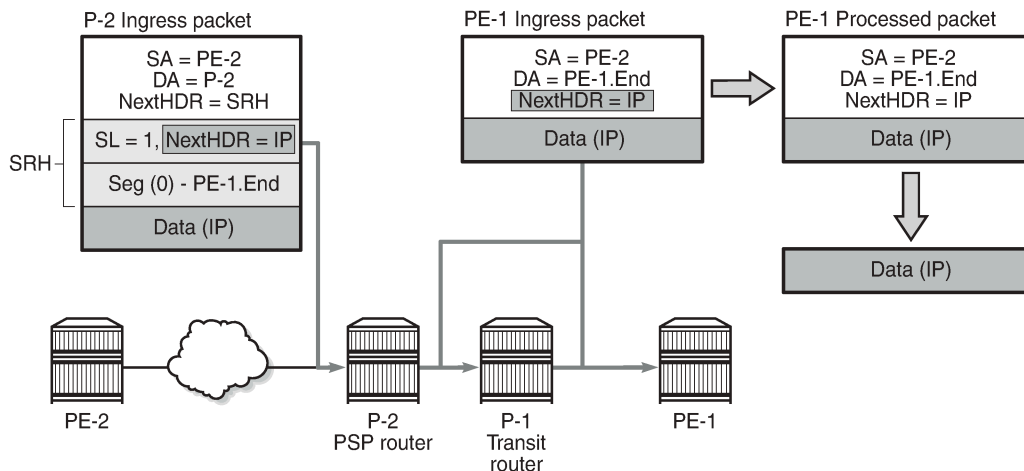 P-2 Ingress packet
SA = PE-2
DA = P-2
NextHDR = SRH
SRH
SL = 1, NextHDR = IP
Seg (0) - PE-1.End
Data (IP)
PE-1 Ingress packet
SA = PE-2
DA = PE-1.End
NextHDR = IP
Data (IP)
PE-1 Processed packet
SA = PE-2
DA = PE-1.End
NextHDR = IP
Data (IP)
Data (IP)
PE-2
P-2
PSP router
P-1
Transit
router
PE-1